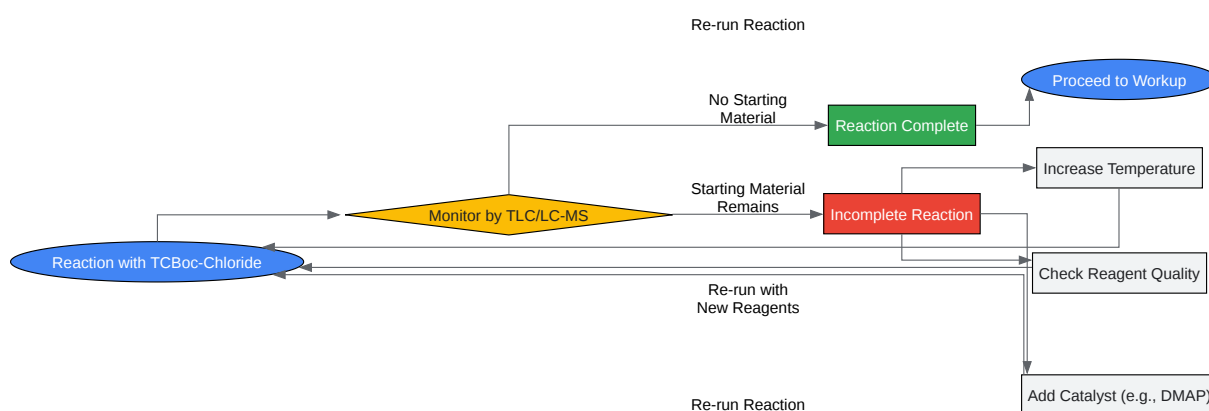 Re-run Reaction
Proceed to Workup
No Starting
Material
Reaction Complete
Increase Temperature
Starting Material
Remains
Monitor by TLC/LC-MS
Incomplete Reaction
Reaction with TCBoc-Chloride
Check Reagent Quality
Re-run with
New Reagents
Add Catalyst (e.g., DMAP)
Re-run Reaction